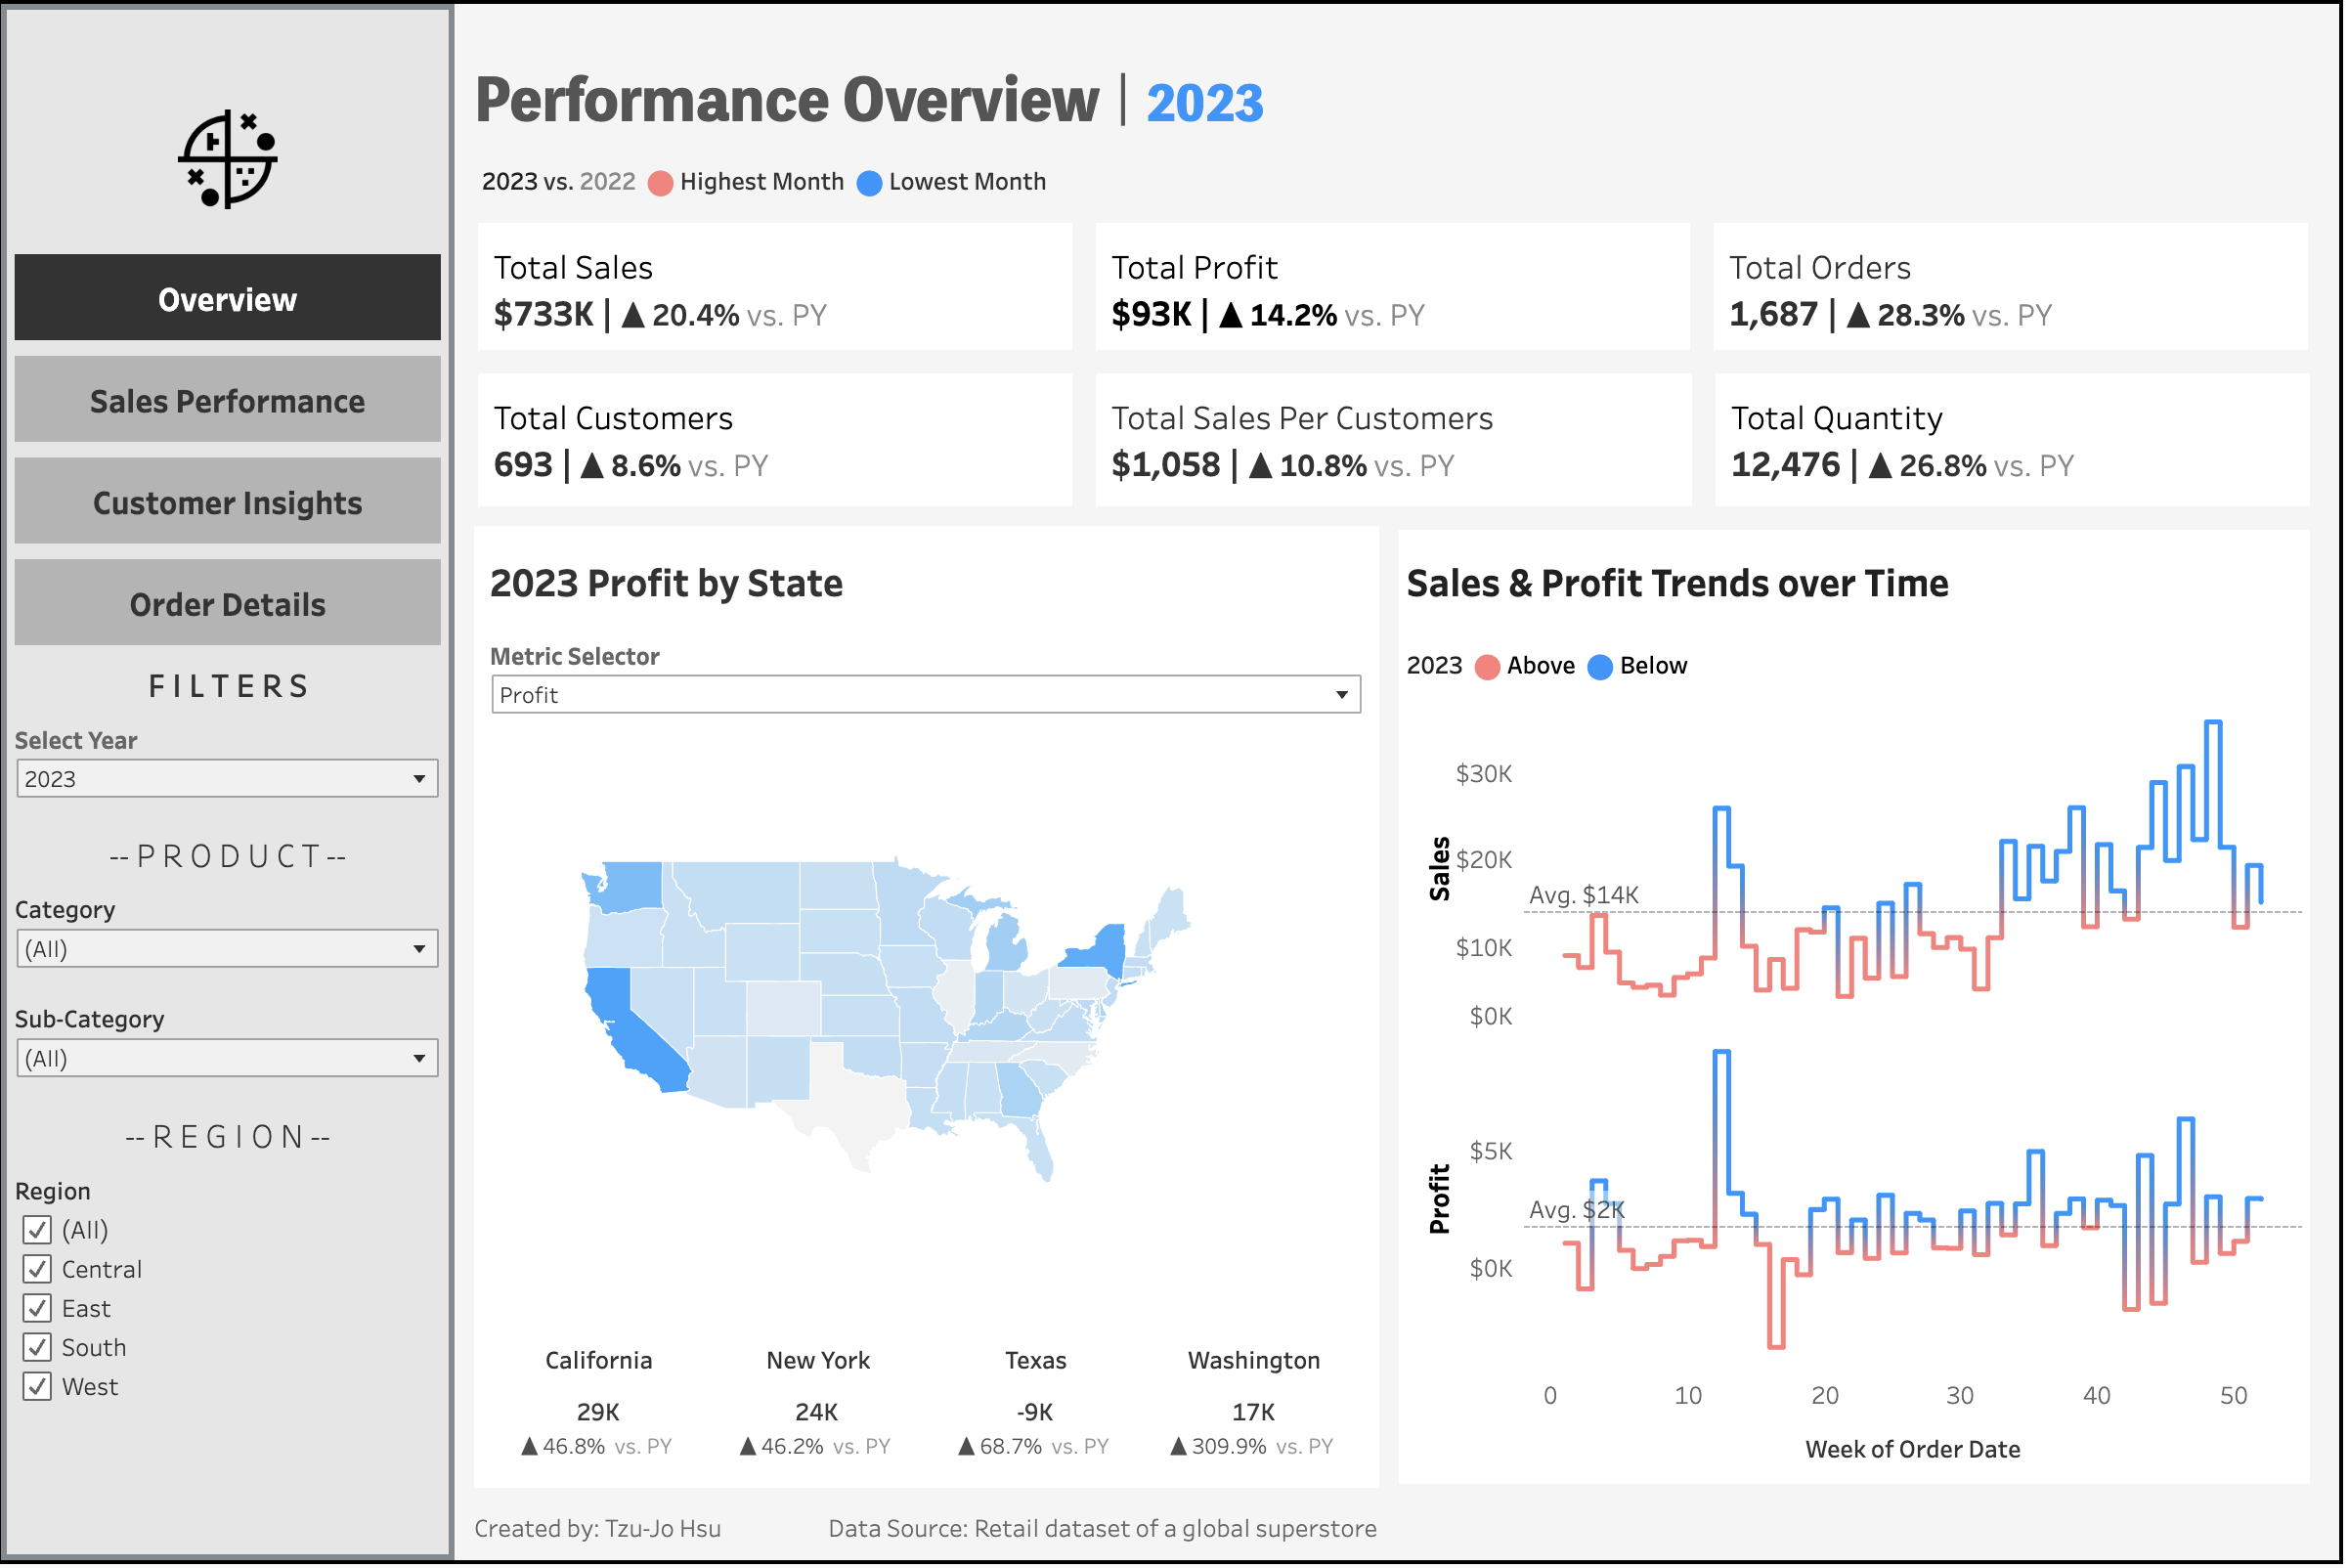 Overview
Sales Performance
Customer Insights
Order Details
FILTERS
Select Year
2023
--PRODUCT--
Category
(All)
Sub-Category
(All)
--REGION--
Region
(All)
Central
East
South
West
Performance Overview | 2023
2023 vs. 2022 Highest Month Lowest Month
Total Sales
$733K | ▲ 20.4% vs. PY
Total Profit
$93K | ▲ 14.2% vs. PY
Total Orders
1,687 | ▲ 28.3% vs. PY
Total Customers
693 | ▲ 8.6% vs. PY
Total Sales Per Customers
$1,058 | ▲ 10.8% vs. PY
Total Quantity
12,476 | ▲ 26.8% vs. PY
2023 Profit by State
Metric Selector
Profit
California
29K
▲ 46.8% vs. PY
New York
24K
▲ 46.2% vs. PY
Texas
-9K
▲ 68.7% vs. PY
Washington
17K
▲ 309.9% vs. PY
Sales & Profit Trends over Time
2023 Above Below
Sales
$30K
$20K
Avg. $14K
$10K
$0K
Profit
$5K
Avg. $2K
$0K
0 10 20 30 40 50
Week of Order Date
Created by: Tzu-Jo Hsu
Data Source: Retail dataset of a global superstore